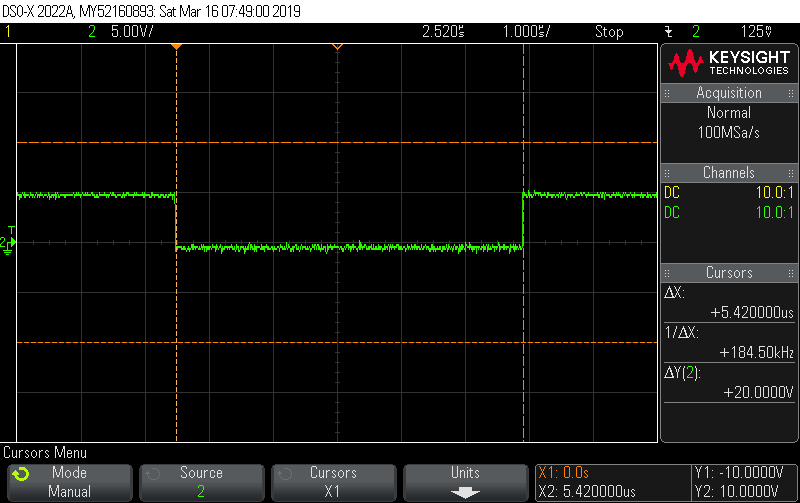 DSO-X 2022A, MY52160893: Sat Mar 16 07:49:00 2019
1 2 5.00V/ 2.520s 1.000s/ Stop 2 125V
KEYSIGHT
TECHNOLOGIES
Acquisition
Normal
100MSa/s
Channels
DC 10.0:1
DC 10.0:1
Cursors
ΔX:
+5.420000us
1/ΔX:
+184.50kHz
ΔY(2):
+20.0000V
T
2
Cursors Menu
Mode
Manual
Source
2
Cursors
X1
Units
X1: 0.0s
X2: 5.420000us
Y1: -10.0000V
Y2: 10.0000V